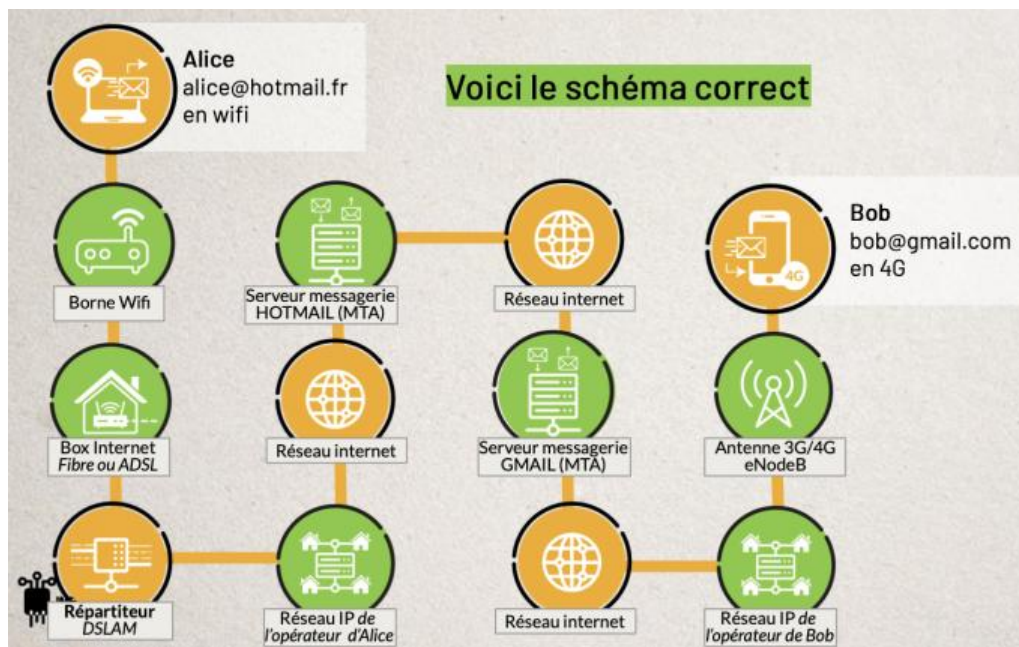 Alice
alice@hotmail.fr
en wifi
Voici le schéma correct
Borne Wifi
Serveur messagerie
HOTMAIL (MTA)
Réseau internet
4G
Bob
bob@gmail.com
en 4G
Box Internet
Fibre ou ADSL
Réseau internet
Serveur messagerie
GMAIL (MTA)
Antenne 3G/4G
eNodeB
Répartiteur
DSLAM
Réseau IP de
l'opérateur d'Alice
Réseau internet
Réseau IP de
l'opérateur de Bob